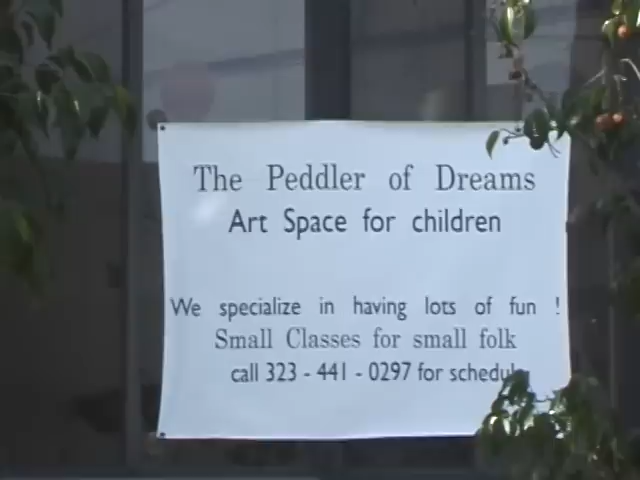 The Peddler of Dreams
Art Space for children
We specialize in having lots of fun !
Small Classes for small folk
call 323 - 441 - 0297 for